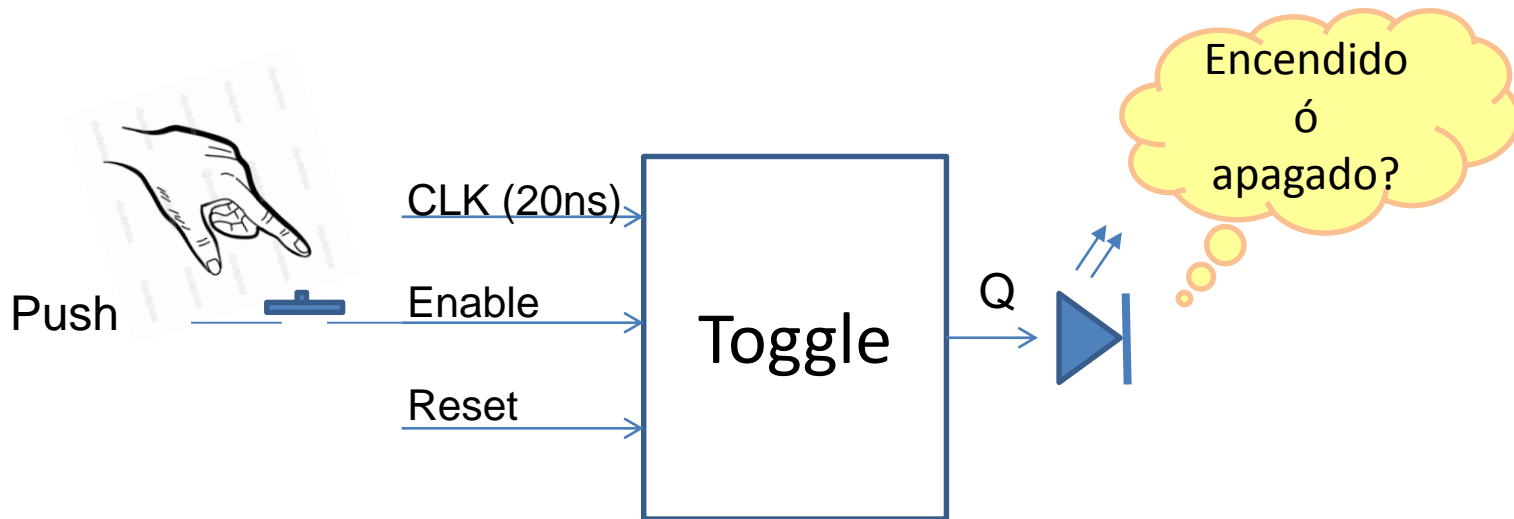 Encendido
ó
apagado?
CLK (20ns)
Push
Enable
Q
Toggle
Reset